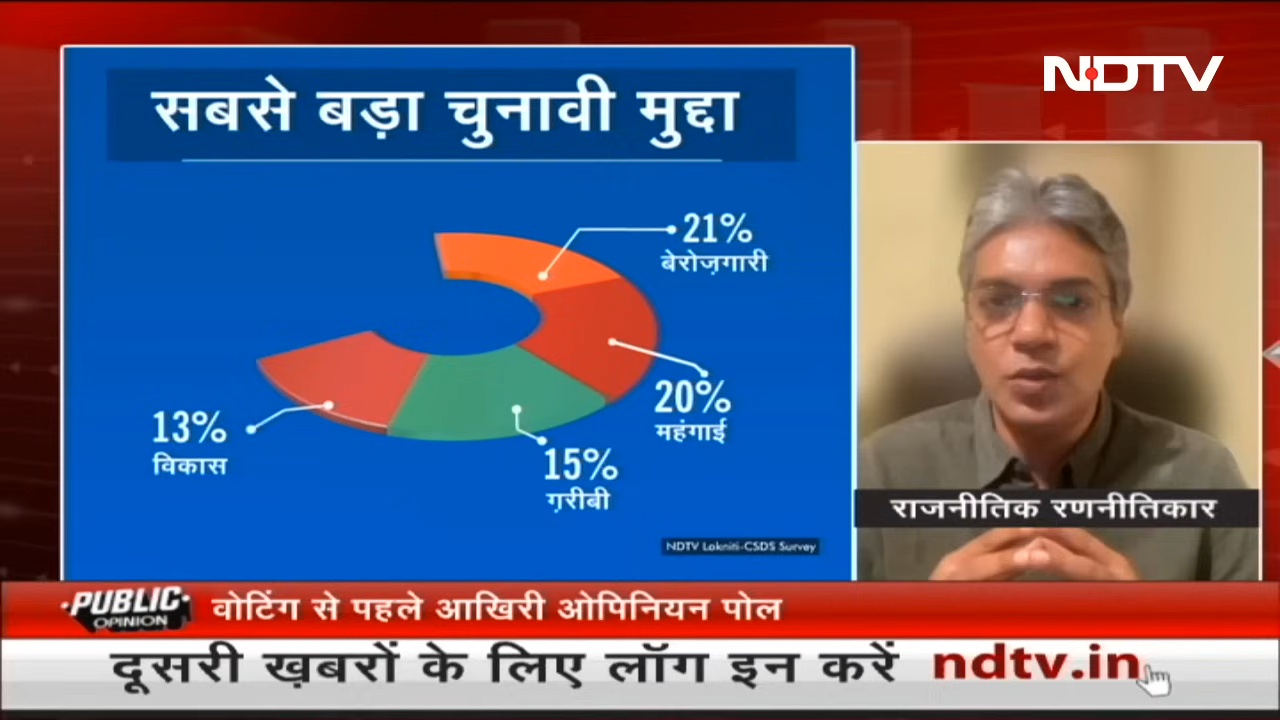 सबसे बड़ा चुनावी मुद्दा
NDTV
21%
बेरोज़गारी
20%
महंगाई
15%
ग़रीबी
13%
विकास
NDTV Lokniti-CSDS Survey
राजनीतिक रणनीतिकार
PUBLIC
OPINION
वोटिंग से पहले आखिरी ओपिनियन पोल
दूसरी ख़बरों के लिए लॉग इन करें ndtv.in